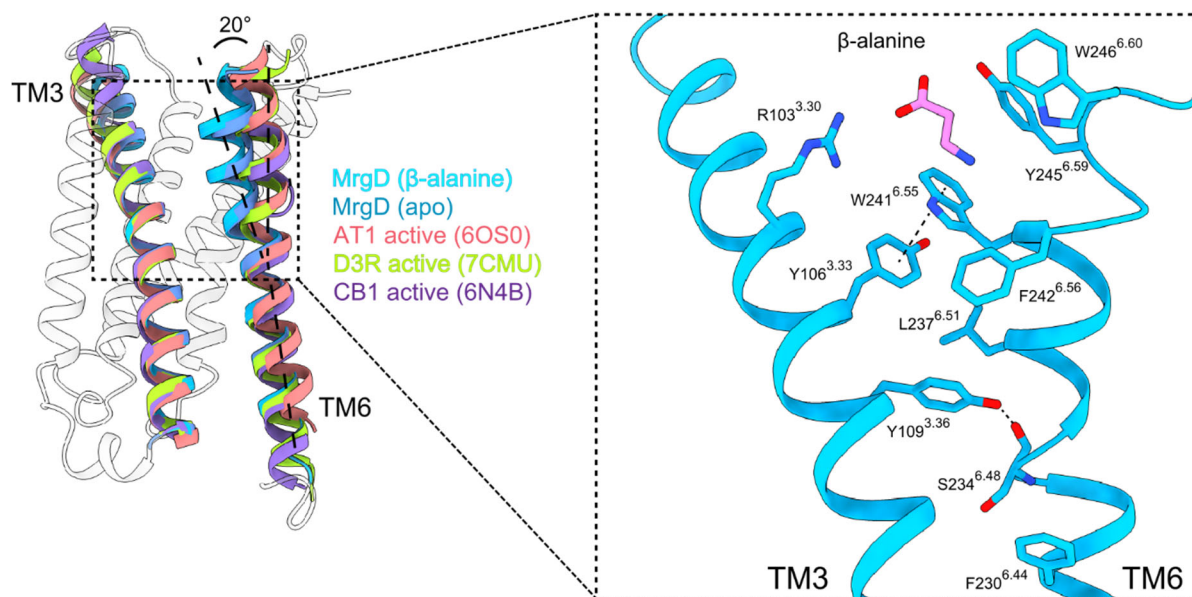 20°
TM3
MrgD (β-alanine)
MrgD (apo)
AT1 active (6OS0)
D3R active (7CMU)
CB1 active (6N4B)
TM6
β-alanine
W246^6.60
R103^3.30
Y245^6.59
W241^6.55
Y106^3.33
F242^6.56
L237^6.51
Y109^3.36
S234^6.48
F230^6.44
TM3
TM6